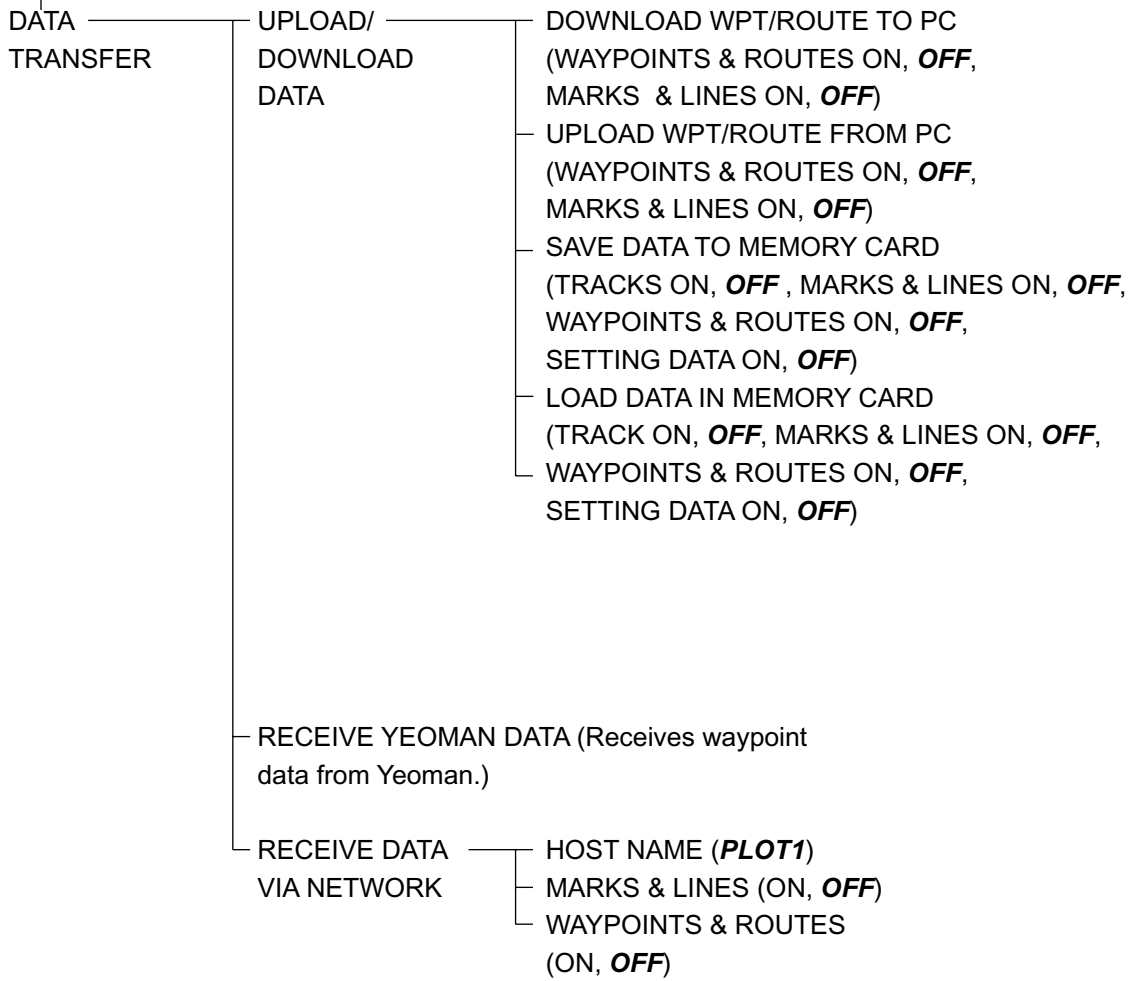 DATA
TRANSFER
UPLOAD/
DOWNLOAD
DATA
DOWNLOAD WPT/ROUTE TO PC
(WAYPOINTS & ROUTES ON, OFF,
MARKS & LINES ON, OFF)
UPLOAD WPT/ROUTE FROM PC
(WAYPOINTS & ROUTES ON, OFF,
MARKS & LINES ON, OFF)
SAVE DATA TO MEMORY CARD
(TRACKS ON, OFF , MARKS & LINES ON, OFF,
WAYPOINTS & ROUTES ON, OFF,
SETTING DATA ON, OFF)
LOAD DATA IN MEMORY CARD
(TRACK ON, OFF, MARKS & LINES ON, OFF,
WAYPOINTS & ROUTES ON, OFF,
SETTING DATA ON, OFF)
RECEIVE YEOMAN DATA (Receives waypoint
data from Yeoman.)
RECEIVE DATA
VIA NETWORK
HOST NAME (PLOT1)
MARKS & LINES (ON, OFF)
WAYPOINTS & ROUTES
(ON, OFF)